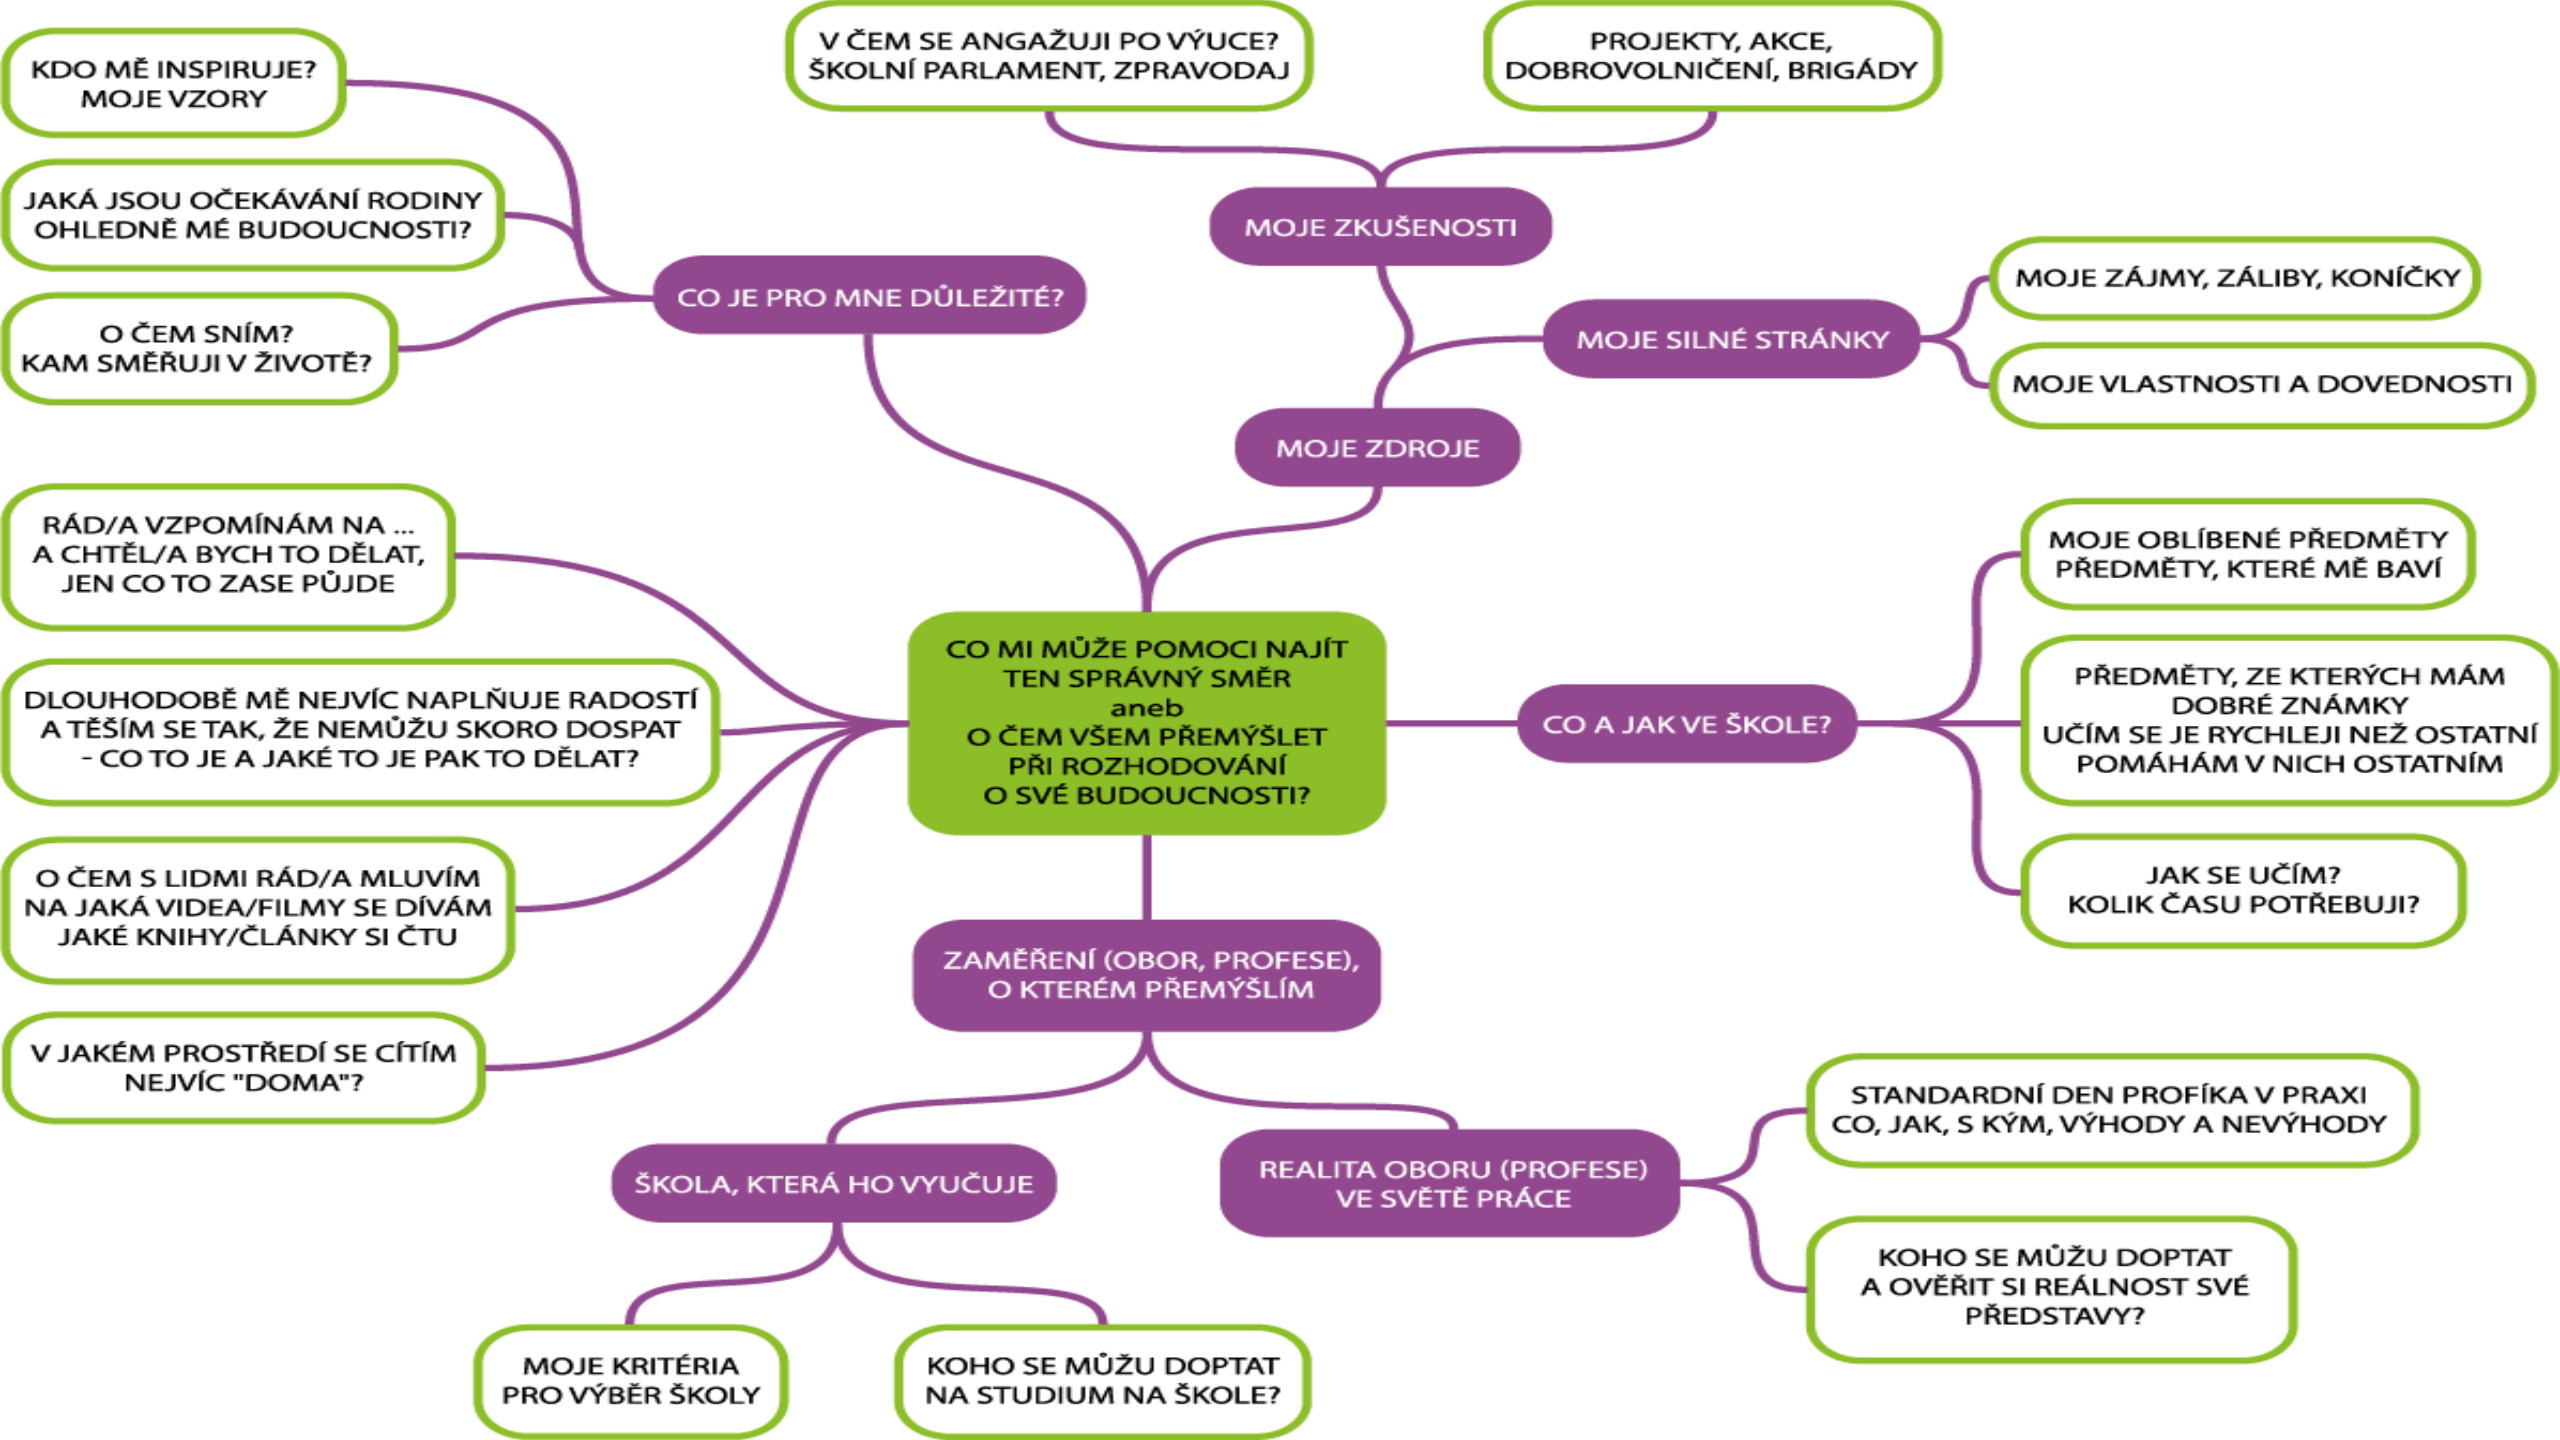 V ČEM SE ANGAŽUJI PO VÝUCE?
ŠKOLNÍ PARLAMENT, ZPRAVODAJ
PROJEKTY, AKCE,
DOBROVOLNIČENÍ, BRIGÁDY
KDO MĚ INSPIRUJE?
MOJE VZORY
JAKÁ JSOU OČEKÁVÁNÍ RODINY
OHLEDNĚ MÉ BUDOUCNOSTI?
O ČEM SNÍM?
KAM SMĚŘUJI V ŽIVOTĚ?
CO JE PRO MNE DŮLEŽITÉ?
MOJE ZKUŠENOSTI
MOJE SILNÉ STRÁNKY
MOJE ZÁJMY, ZÁLIBY, KONÍČKY
MOJE VLASTNOSTI A DOVEDNOSTI
MOJE ZDROJE
RÁD/A VZPOMÍNÁM NA ...
A CHTĚL/A BYCH TO DĚLAT,
JEN CO TO ZASE PŮJDE
DLOUHODOBĚ MĚ NEJVÍC NAPLŇUJE RADOSTÍ
A TĚŠÍM SE TAK, ŽE NEMŮŽU SKORO DOSPAT
- CO TO JE A JAKÉ TO JE PAK TO DĚLAT?
O ČEM S LIDMI RÁD/A MLUVÍM
NA JAKÁ VIDEA/FILMY SE DÍVÁM
JAKÉ KNIHY/ČLÁNKY SI ČTU
V JAKÉM PROSTŘEDÍ SE CÍTÍM
NEJVÍC "DOMA"?
CO MI MŮŽE POMOCI NAJÍT
TEN SPRÁVNÝ SMĚR
aneb
O ČEM VŠEM PŘEMÝŠLET
PŘI ROZHODOVÁNÍ
O SVÉ BUDOUCNOSTI?
CO A JAK VE ŠKOLE?
MOJE OBLÍBENÉ PŘEDMĚTY
PŘEDMĚTY, KTERÉ MĚ BAVÍ
PŘEDMĚTY, ZE KTERÝCH MÁM
DOBRÉ ZNÁMKY
UČÍM SE JE RYCHLEJI NEŽ OSTATNÍ
POMÁHÁM V NICH OSTATNÍM
JAK SE UČÍM?
KOLIK ČASU POTŘEBUJI?
ZAMĚŘENÍ (OBOR, PROFESE),
O KTERÉM PŘEMÝŠLÍM
ŠKOLA, KTERÁ HO VYUČUJE
REALITA OBORU (PROFESE)
VE SVĚTĚ PRÁCE
STANDARDNÍ DEN PROFÍKA V PRAXI
CO, JAK, S KÝM, VÝHODY A NEVÝHODY
KOHO SE MŮŽU DOPTAT
A OVĚŘIT SI REÁLNOST SVÉ
PŘEDSTAVY?
MOJE KRITÉRIA
PRO VÝBĚR ŠKOLY
KOHO SE MŮŽU DOPTAT
NA STUDIUM NA ŠKOLE?